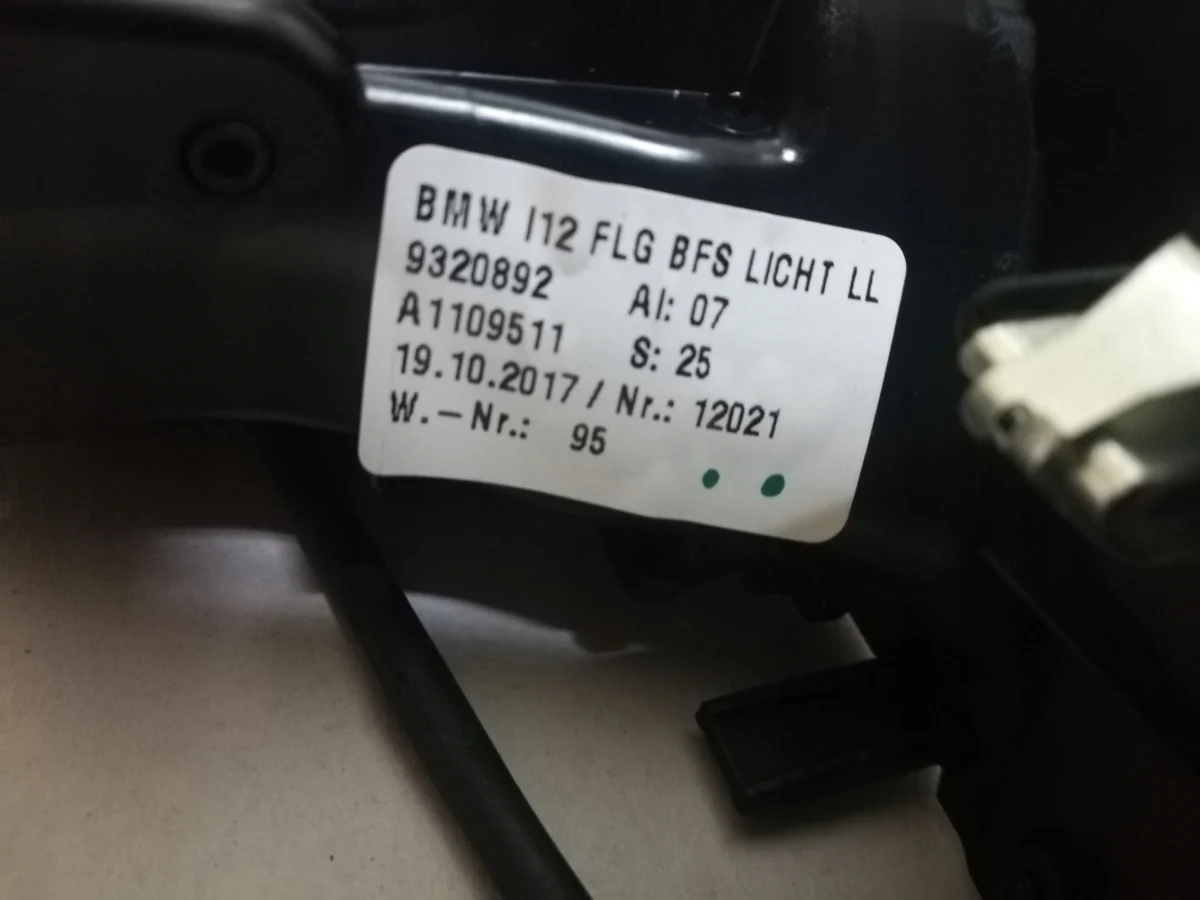 BMW I12 FLG BFS LICHT LL
9320892 AI: 07
A1109511 S: 25
19.10.2017 / Nr.: 12021
W.-Nr.: 95